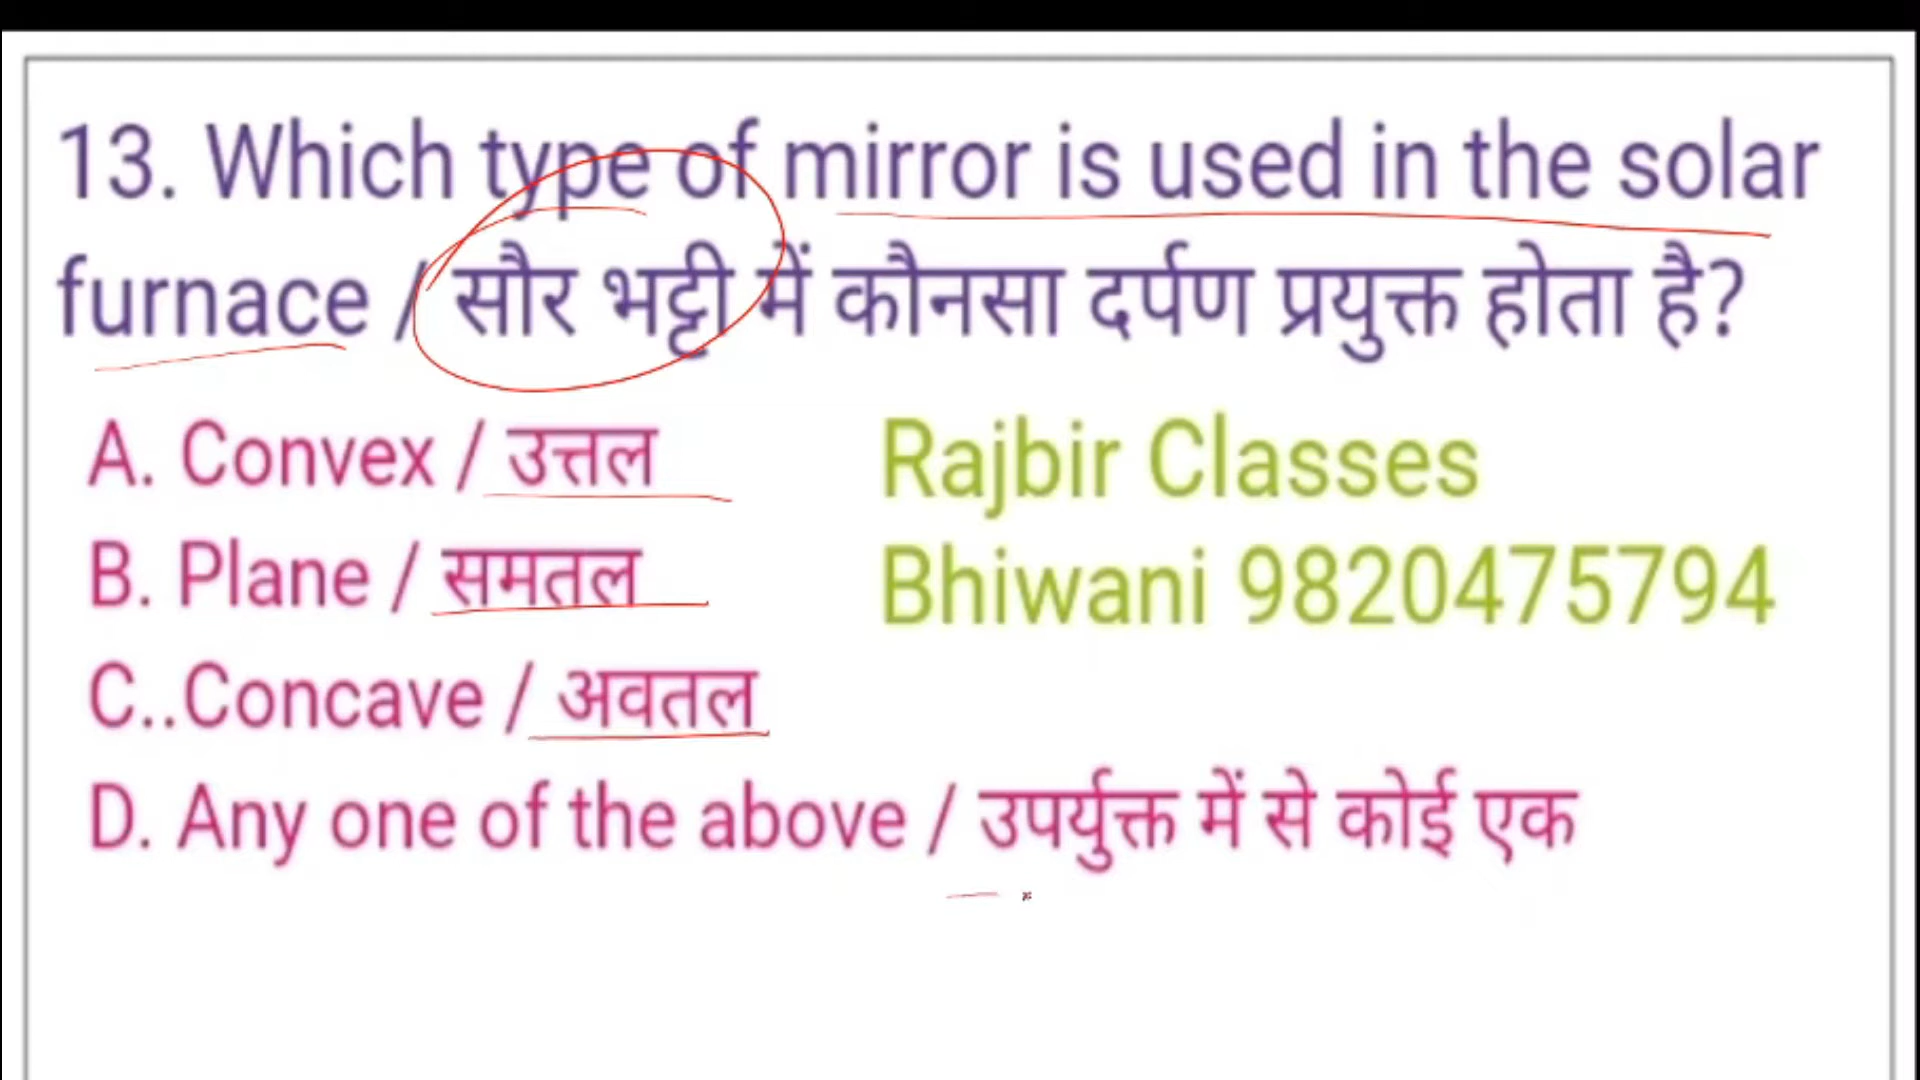 13. Which type of mirror is used in the solar
furnace / सौर भट्टी में कौनसा दर्पण प्रयुक्त होता है?
A. Convex / उत्तल
B. Plane / समतल
C..Concave / अवतल
D. Any one of the above / उपर्युक्त में से कोई एक
Rajbir Classes
Bhiwani 9820475794